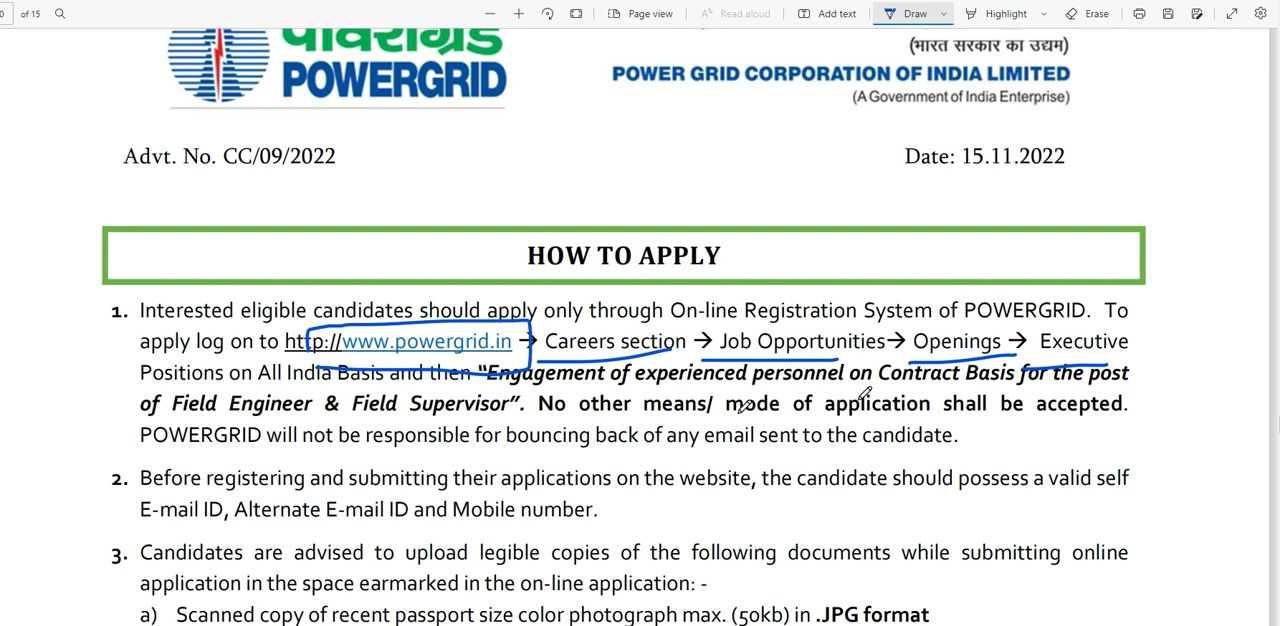 of 15
Page view
Read aloud
Add text
Draw
Highlight
Erase
पावरग्रिड
POWERGRID
(भारत सरकार का उद्यम)
POWER GRID CORPORATION OF INDIA LIMITED
(A Government of India Enterprise)
Advt. No. CC/09/2022 Date: 15.11.2022
HOW TO APPLY
1. Interested eligible candidates should apply only through On-line Registration System of POWERGRID. To
apply log on to http://www.powergrid.in → Careers section → Job Opportunities→ Openings → Executive
Positions on All India Basis and then “Engagement of experienced personnel on Contract Basis for the post
of Field Engineer & Field Supervisor”. No other means/ mode of application shall be accepted.
POWERGRID will not be responsible for bouncing back of any email sent to the candidate.
2. Before registering and submitting their applications on the website, the candidate should possess a valid self
E-mail ID, Alternate E-mail ID and Mobile number.
3. Candidates are advised to upload legible copies of the following documents while submitting online
application in the space earmarked in the on-line application: -
a) Scanned copy of recent passport size color photograph max. (50kb) in .JPG format